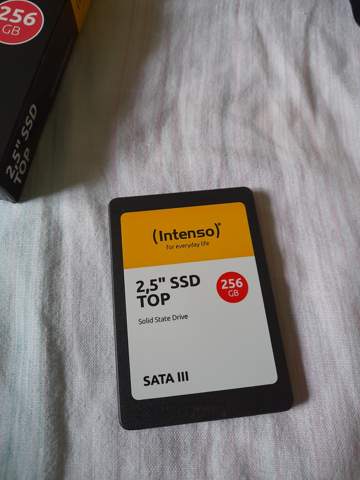 256
GB
2,5" SSD
TOP
(Intenso)®
for everyday life
2,5" SSD
TOP
256
GB
Solid State Drive
SATA III